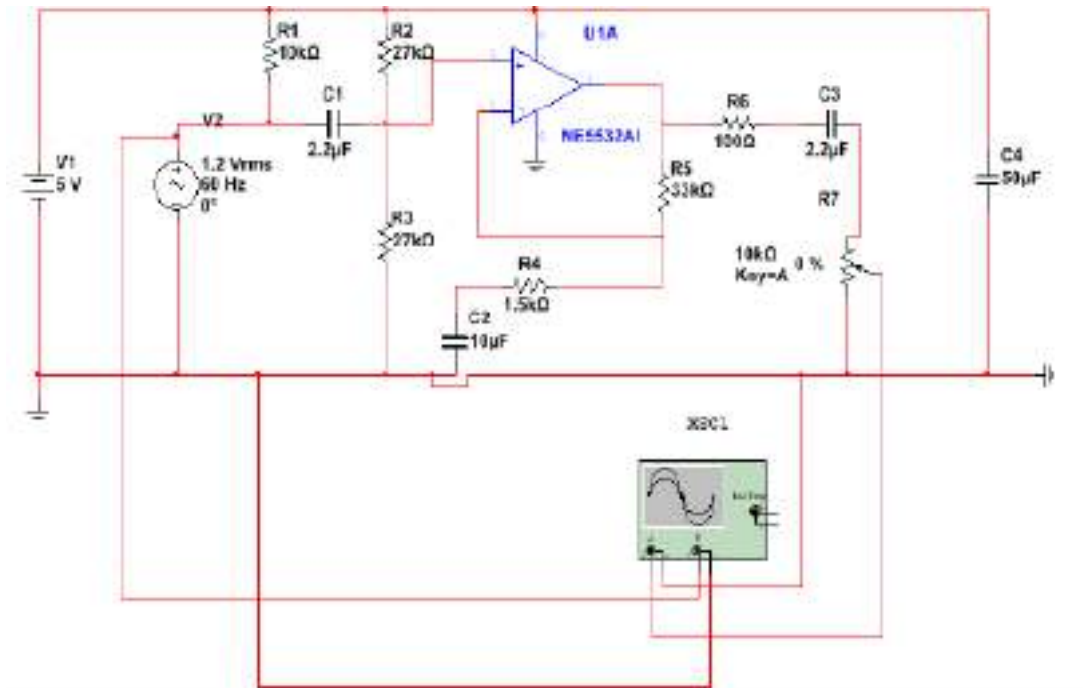 R1
10kΩ
R2
27kΩ
U1A
C1
2.2µF
V2
1.2 Vrms
60 Hz
0°
V1
5 V
NE5532AI
R6
100Ω
C3
2.2µF
R5
33kΩ
C4
50µF
R7
10kΩ
Key=A
0 %
R3
27kΩ
R4
1.5kΩ
C2
10µF
XSC1